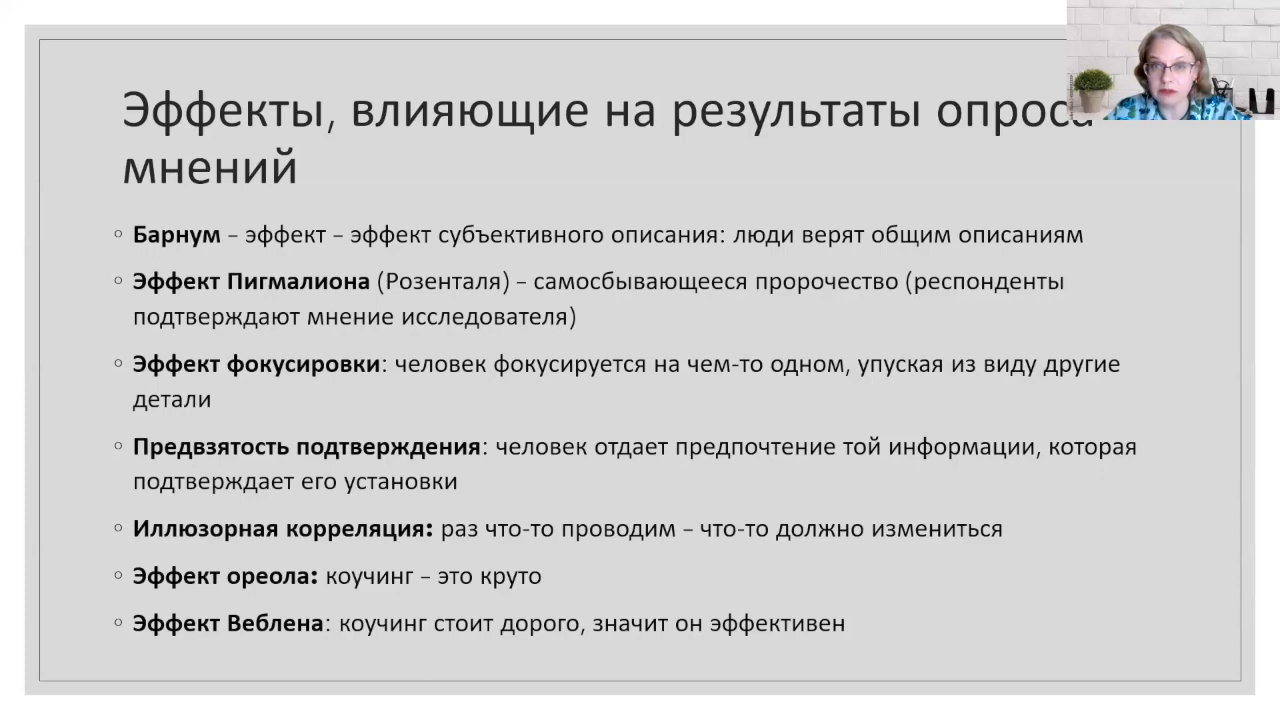 Эффекты, влияющие на результаты опроса
мнений
Барнум – эффект – эффект субъективного описания: люди верят общим описаниям
Эффект Пигмалиона (Розенталя) – самосбывающееся пророчество (респонденты
подтверждают мнение исследователя)
Эффект фокусировки: человек фокусируется на чем-то одном, упуская из виду другие
детали
Предвзятость подтверждения: человек отдает предпочтение той информации, которая
подтверждает его установки
Иллюзорная корреляция: раз что-то проводим – что-то должно измениться
Эффект ореола: коучинг – это круто
Эффект Веблена: коучинг стоит дорого, значит он эффективен